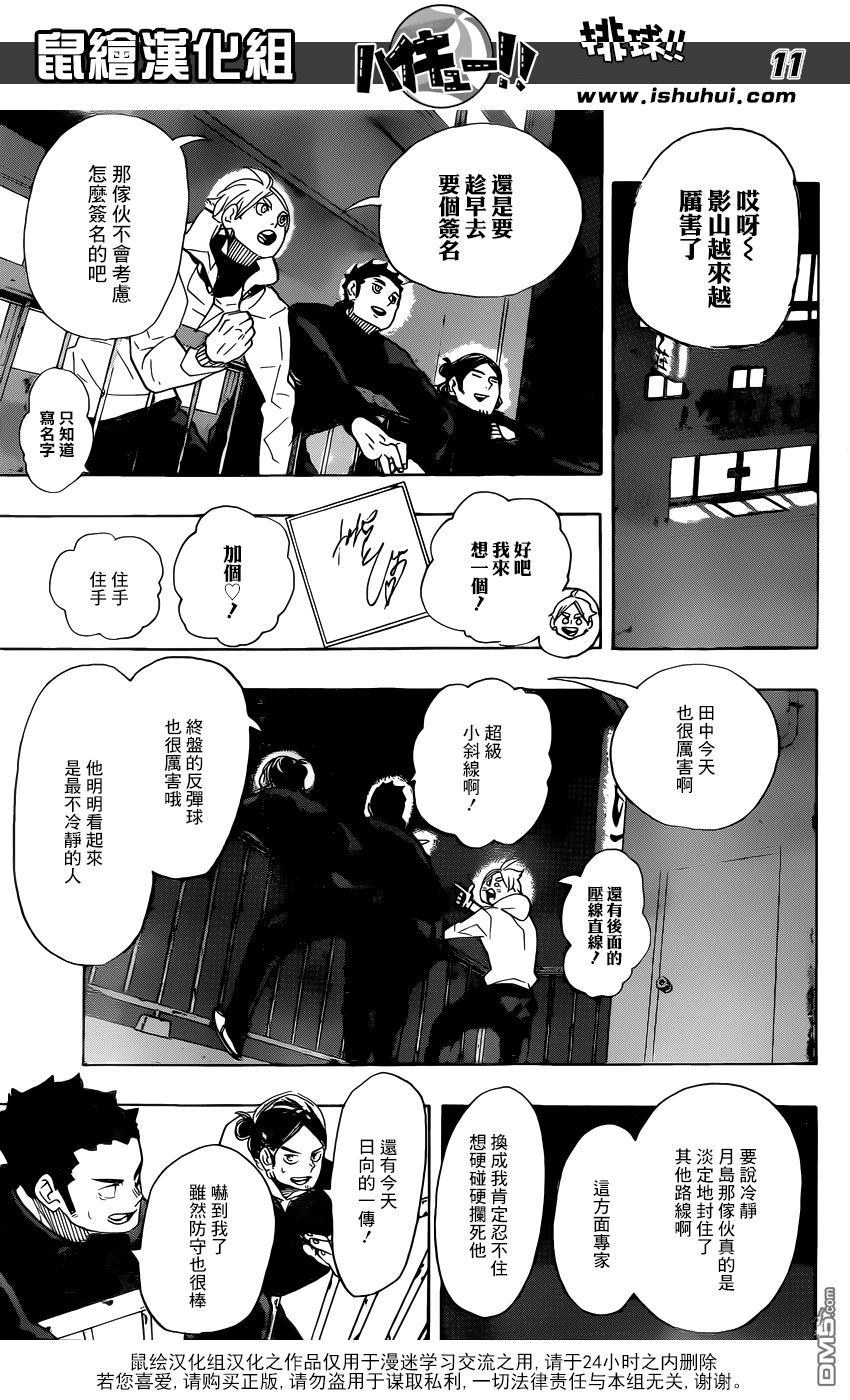 鼠繪漢化組
ハイキュー!!
排球!!
11
www.ishuhui.com
哎呀~
影山越來越
厲害了
還是要
趁早去
要個簽名
那傢伙不會考慮
怎麼簽名的吧
只知道
寫名字
好吧
我來
想一個!
加個♡!
住手
住手
田中今天
也很厲害啊
超級
小斜線啊!
還有後面的
壓線直線!
終盤的反彈球
也很厲害哦
他明明看起來
是最不冷靜的人
要說冷靜
月島那傢伙真的是
淡定地封住了
其他路線啊
這方面專家
換成我肯定忍不住
想硬碰硬攔死他
還有今天
日向的一傳!
嚇到我了
雖然防守也很棒
DM5.com
鼠绘汉化组汉化之作品仅用于漫迷学习交流之用, 请于24小时之内删除
若您喜爱, 请购买正版, 请勿盗用于谋取私利, 一切法律责任与本组无关, 谢谢.